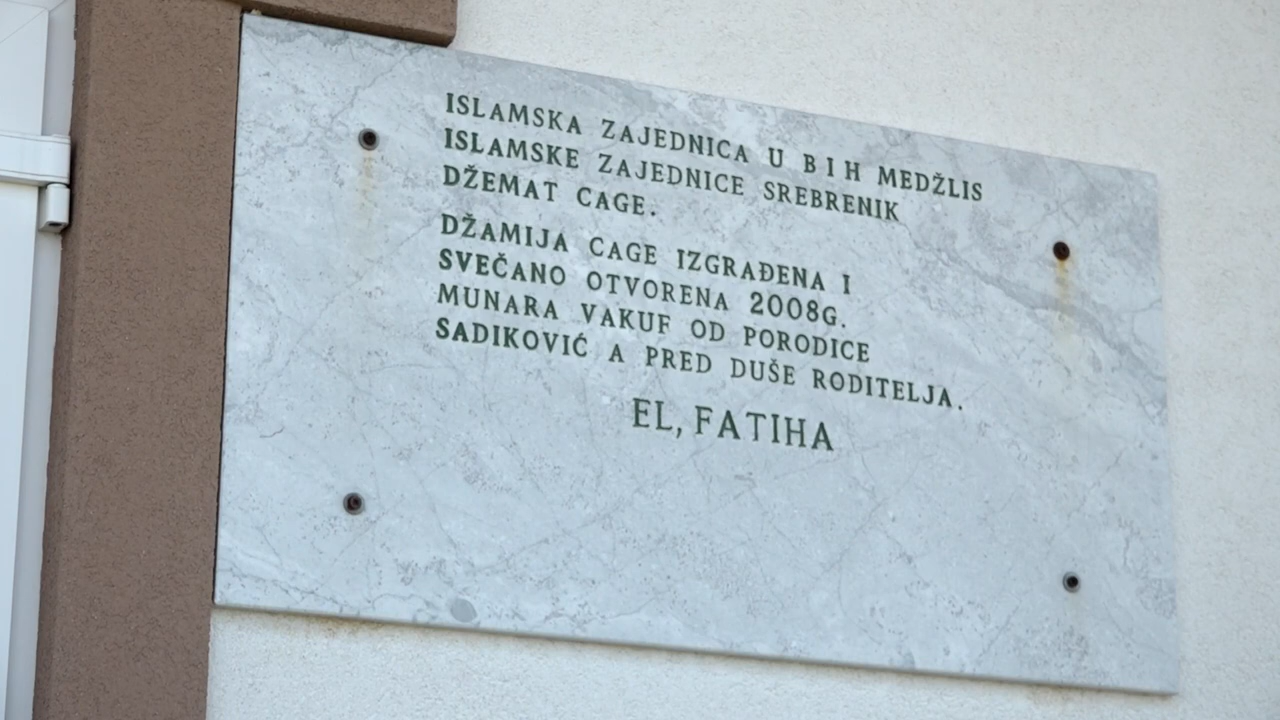 ISLAMSKA ZAJEDNICA U B I H MEDŽLIS
ISLAMSKE ZAJEDNICE SREBRENIK
DŽEMAT CAGE.
DŽAMIJA CAGE IZGRAĐENA I
SVEČANO OTVORENA 2008G.
MUNARA VAKUF OD PORODICE
SADIKOVIĆ A PRED DUŠE RODITELJA.
EL, FATIHA